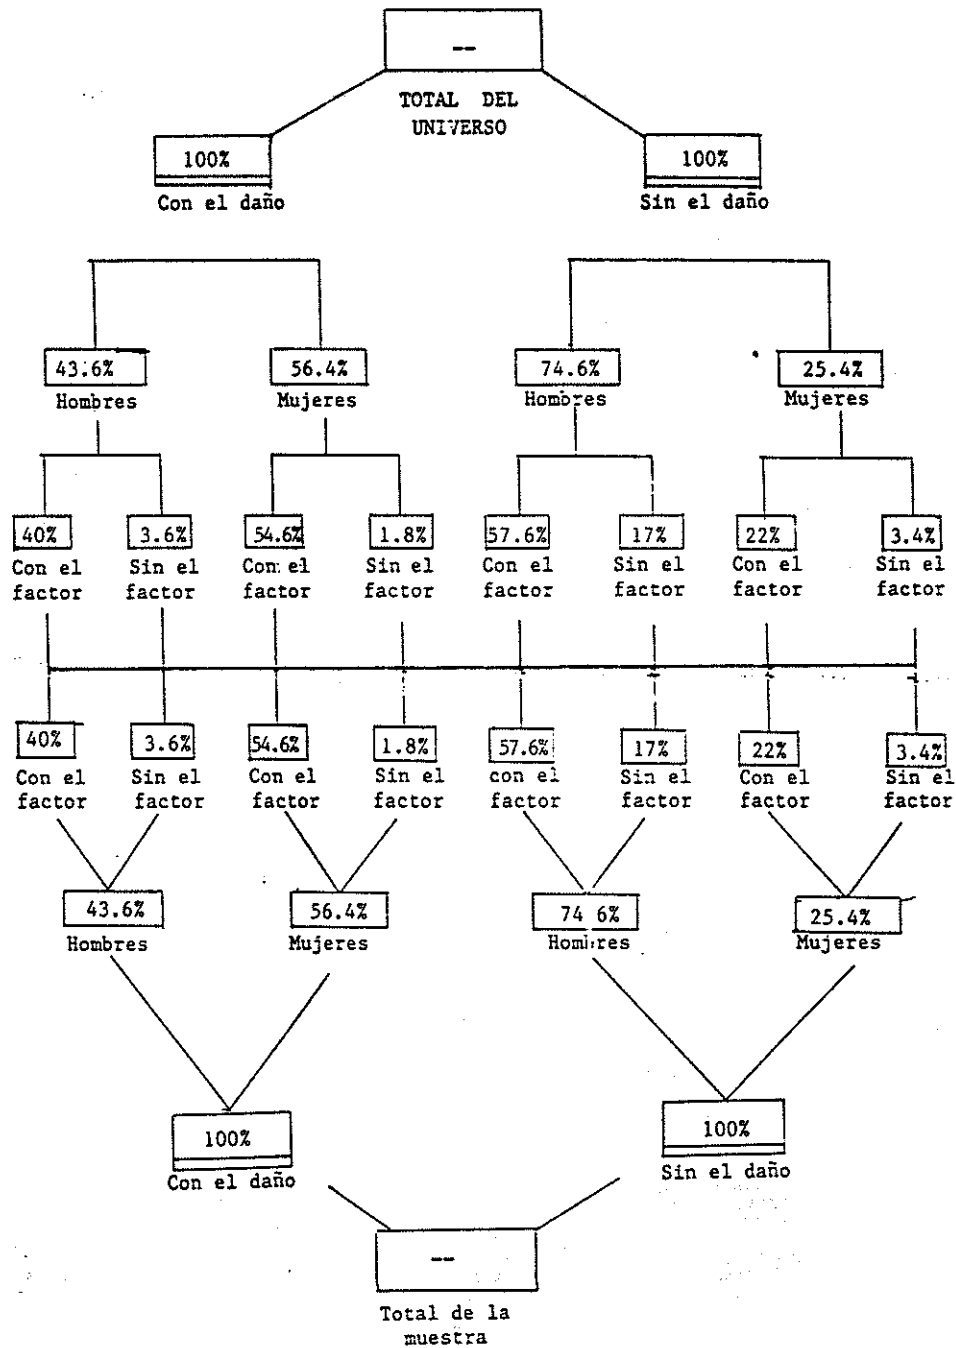 --
TOTAL DEL
UNIVERSO
100% 100%
Con el daño Sin el daño
43.6% 56.4% 74.6% 25.4%
Hombres Mujeres Hombres Mujeres
40% 3.6% 54.6% 1.8% 57.6% 17% 22% 3.4%
Con el Sin el Con el Sin el Con el Sin el Con el Sin el
factor factor factor factor factor factor factor factor
40% 3.6% 54.6% 1.8% 57.6% 17% 22% 3.4%
Con el Sin el Con el Sin el con el Sin el Con el Sin el
factor factor factor factor factor factor factor factor
43.6% 56.4% 74 6% 25.4%
Hombres Mujeres Hombres Mujeres
100% 100%
Con el daño Sin el daño
--
Total de la
muestra